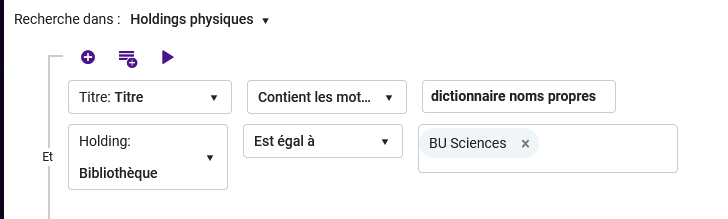 Recherche dans : Holdings physiques
Titre: Titre Contient les mot... dictionnaire noms propres
Holding: Bibliothèque Est égal à BU Sciences ×
Et